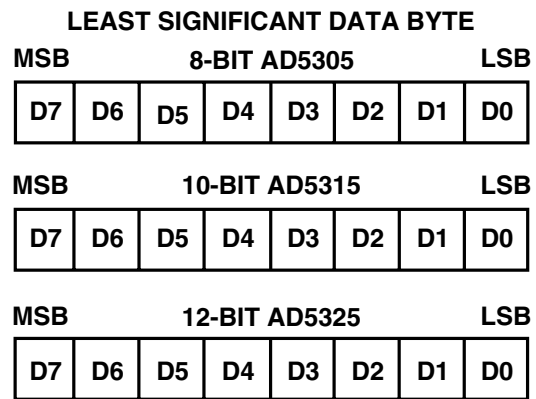 LEAST SIGNIFICANT DATA BYTE
MSB 8-BIT AD5305 LSB
D7 D6 D5 D4 D3 D2 D1 D0
MSB 10-BIT AD5315 LSB
D7 D6 D5 D4 D3 D2 D1 D0
MSB 12-BIT AD5325 LSB
D7 D6 D5 D4 D3 D2 D1 D0